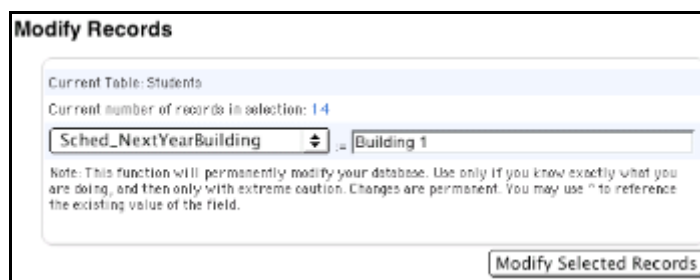 Modify Records
Current Table: Students
Current number of records in selection: 14
Sched_NextYearBuilding := Building 1
Note: This function will permanently modify your database. Use only if you know exactly what you
are doing, and then only with extreme caution. Changes are permanent. You may use ^ to reference
the existing value of the field.
Modify Selected Records